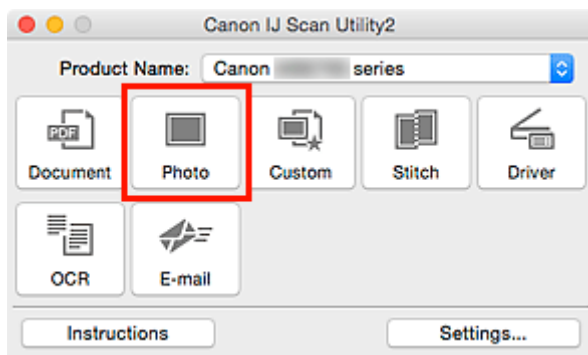 Canon IJ Scan Utility2
Product Name: Canon series
PDF
Document Photo Custom Stitch Driver
OCR E-mail
Instructions Settings...